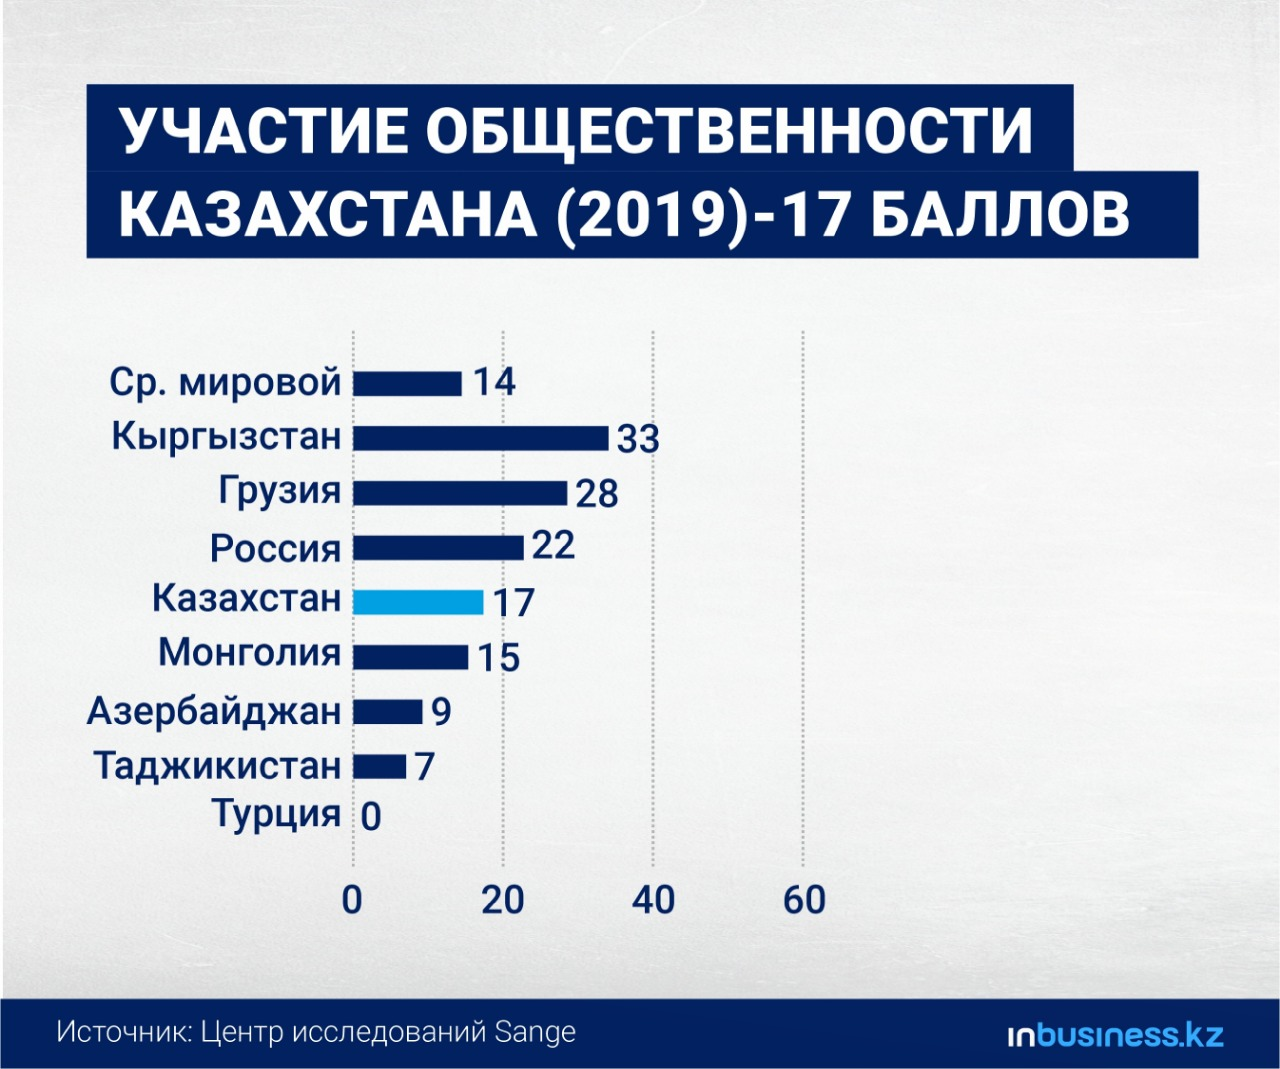 УЧАСТИЕ ОБЩЕСТВЕННОСТИ
КАЗАХСТАНА (2019)-17 БАЛЛОВ
Ср. мировой 14
Кыргызстан 33
Грузия 28
Россия 22
Казахстан 17
Монголия 15
Азербайджан 9
Таджикистан 7
Турция 0
0 20 40 60
Источник: Центр исследований Sange
inbusiness.kz